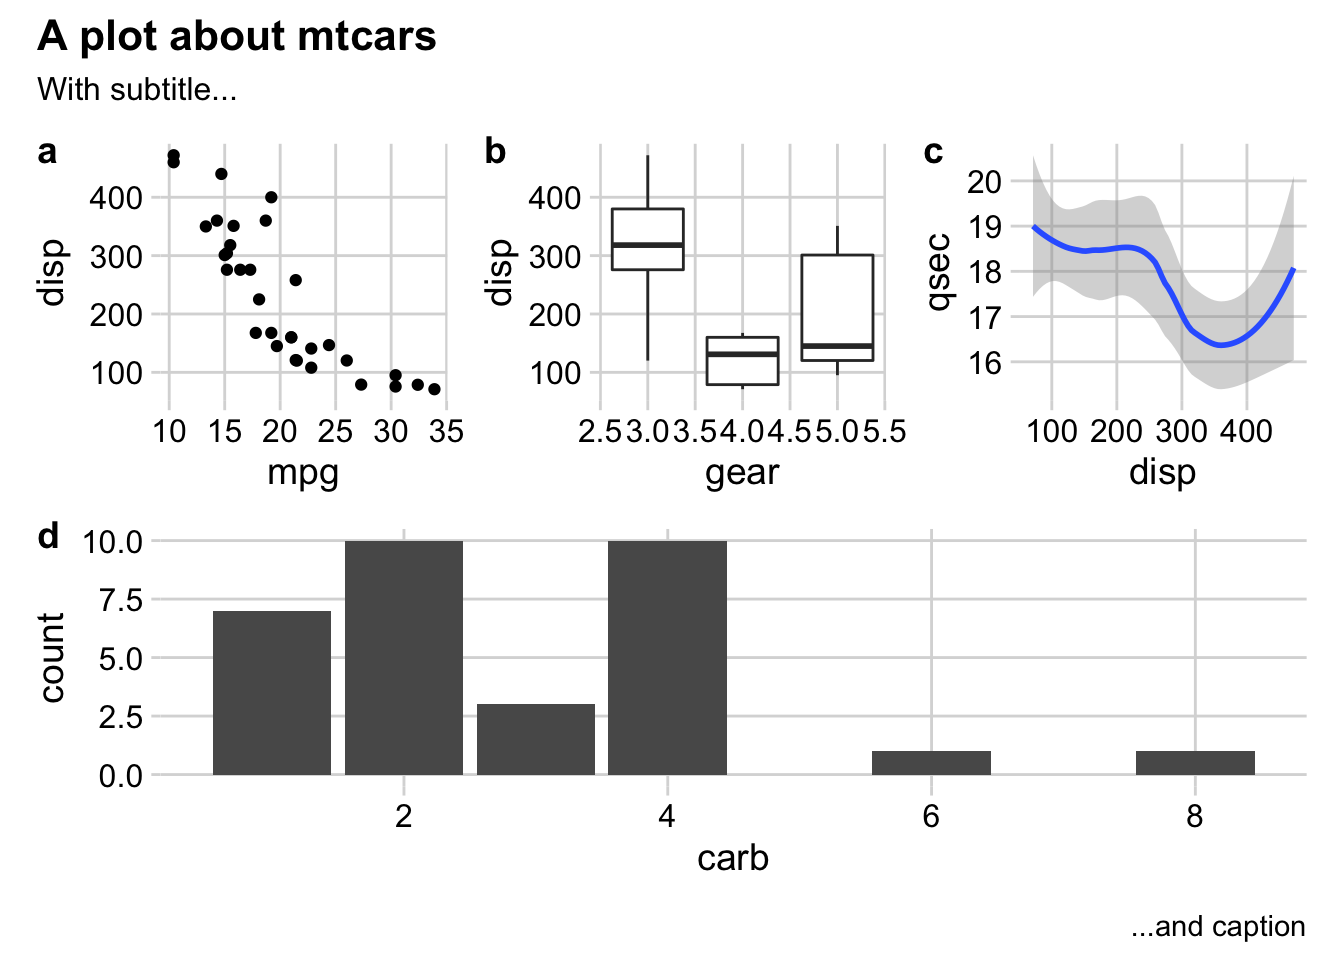 A plot about mtcars
With subtitle...
a
disp
400
300
200
100
10 15 20 25 30 35
mpg
b
disp
400
300
200
100
2.5 3.0 3.5 4.0 4.5 5.0 5.5
gear
c
qsec
20
19
18
17
16
100 200 300 400
disp
d
count
10.0
7.5
5.0
2.5
0.0
2 4 6 8
carb
...and caption